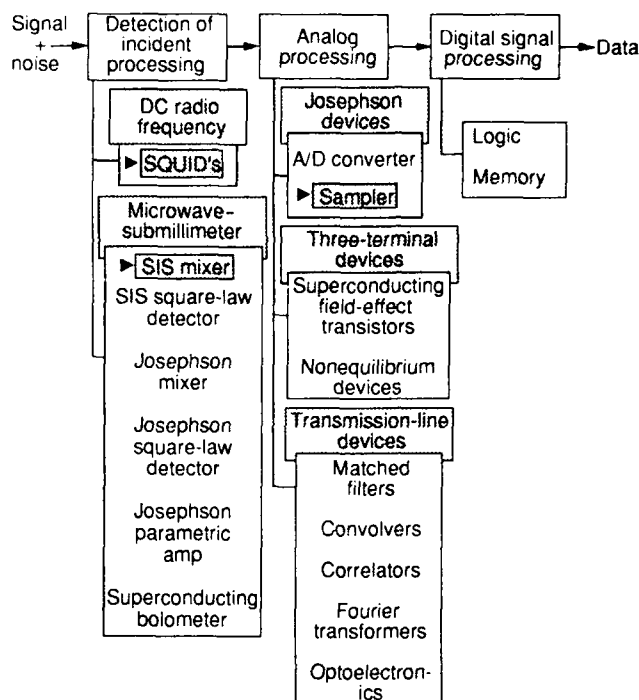 Signal
+
noise
Detection of
incident
processing
Analog
processing
Digital signal
processing
Data
DC radio
frequency
SQUID's
Microwave-
submillimeter
SIS mixer
SIS square-law
detector
Josephson
mixer
Josephson
square-law
detector
Josephson
parametric
amp
Superconducting
bolometer
Josephson
devices
A/D converter
Sampler
Three-terminal
devices
Superconducting
field-effect
transistors
Nonequilibrium
devices
Transmission-line
devices
Matched
filters
Convolvers
Correlators
Fourier
transformers
Optoelectron-
ics
Logic
Memory